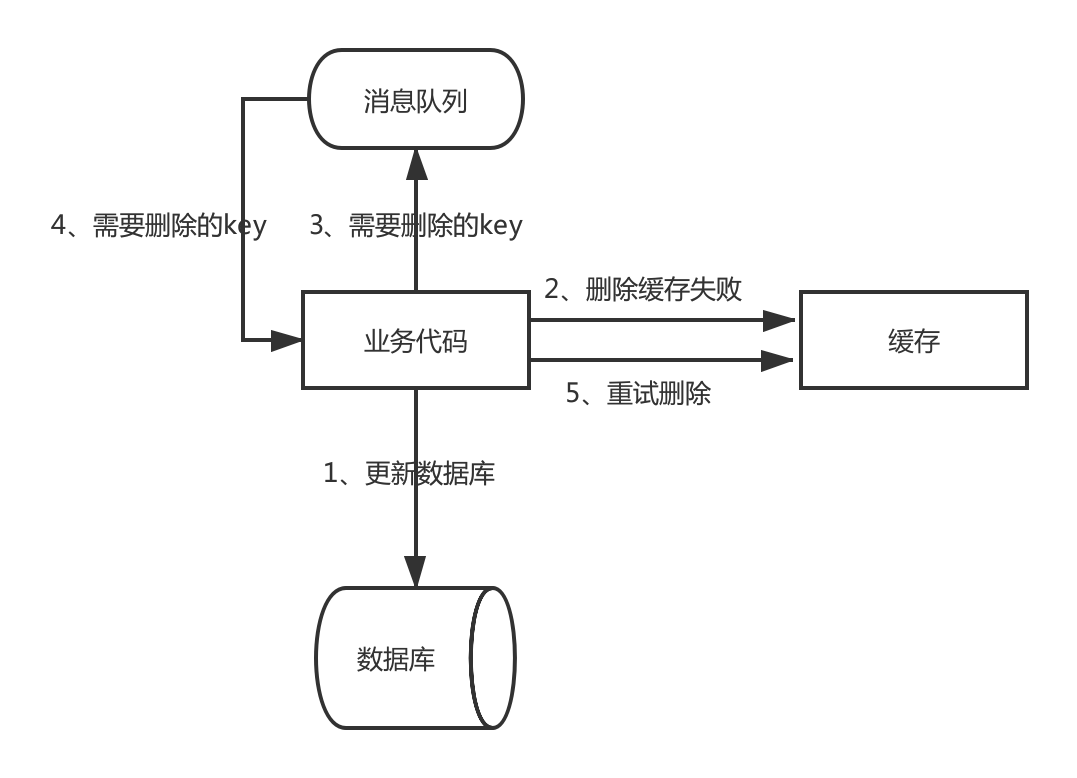 消息队列
4、需要删除的key
3、需要删除的key
2、删除缓存失败
业务代码
缓存
5、重试删除
1、更新数据库
数据库